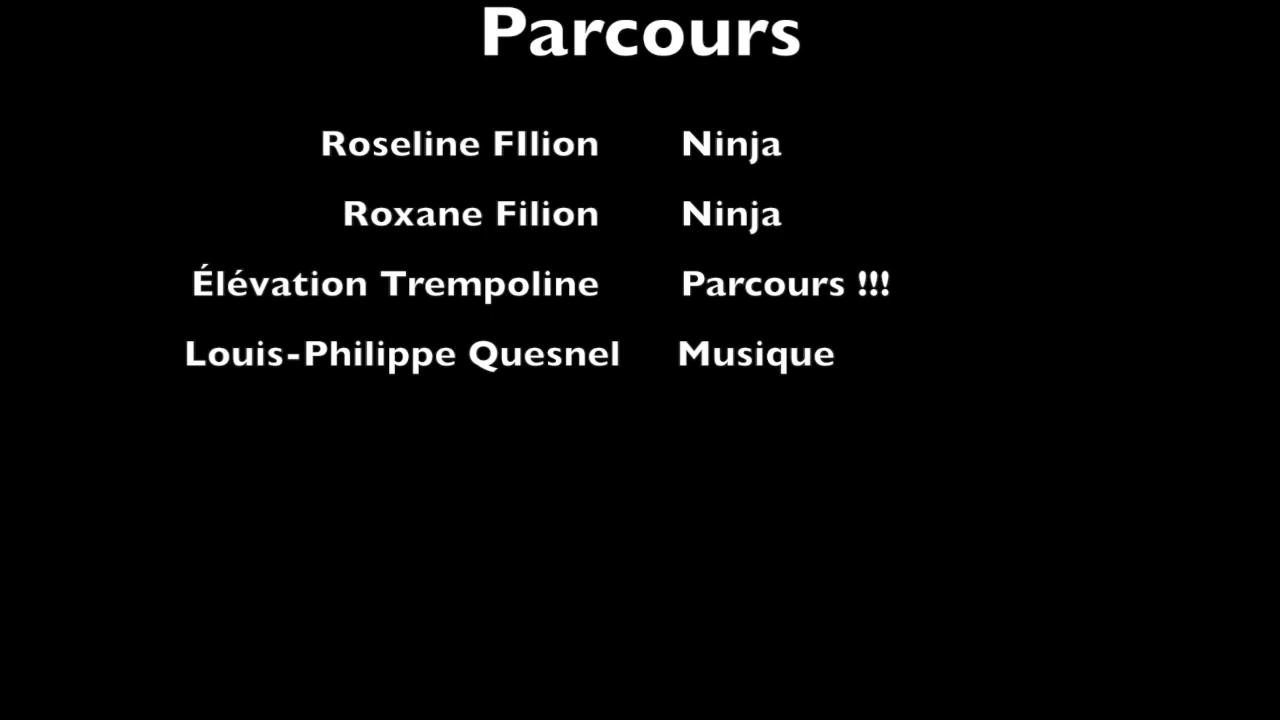 Parcours
Roseline FIlion Ninja
Roxane Filion Ninja
Élévation Trempoline Parcours !!!
Louis-Philippe Quesnel Musique